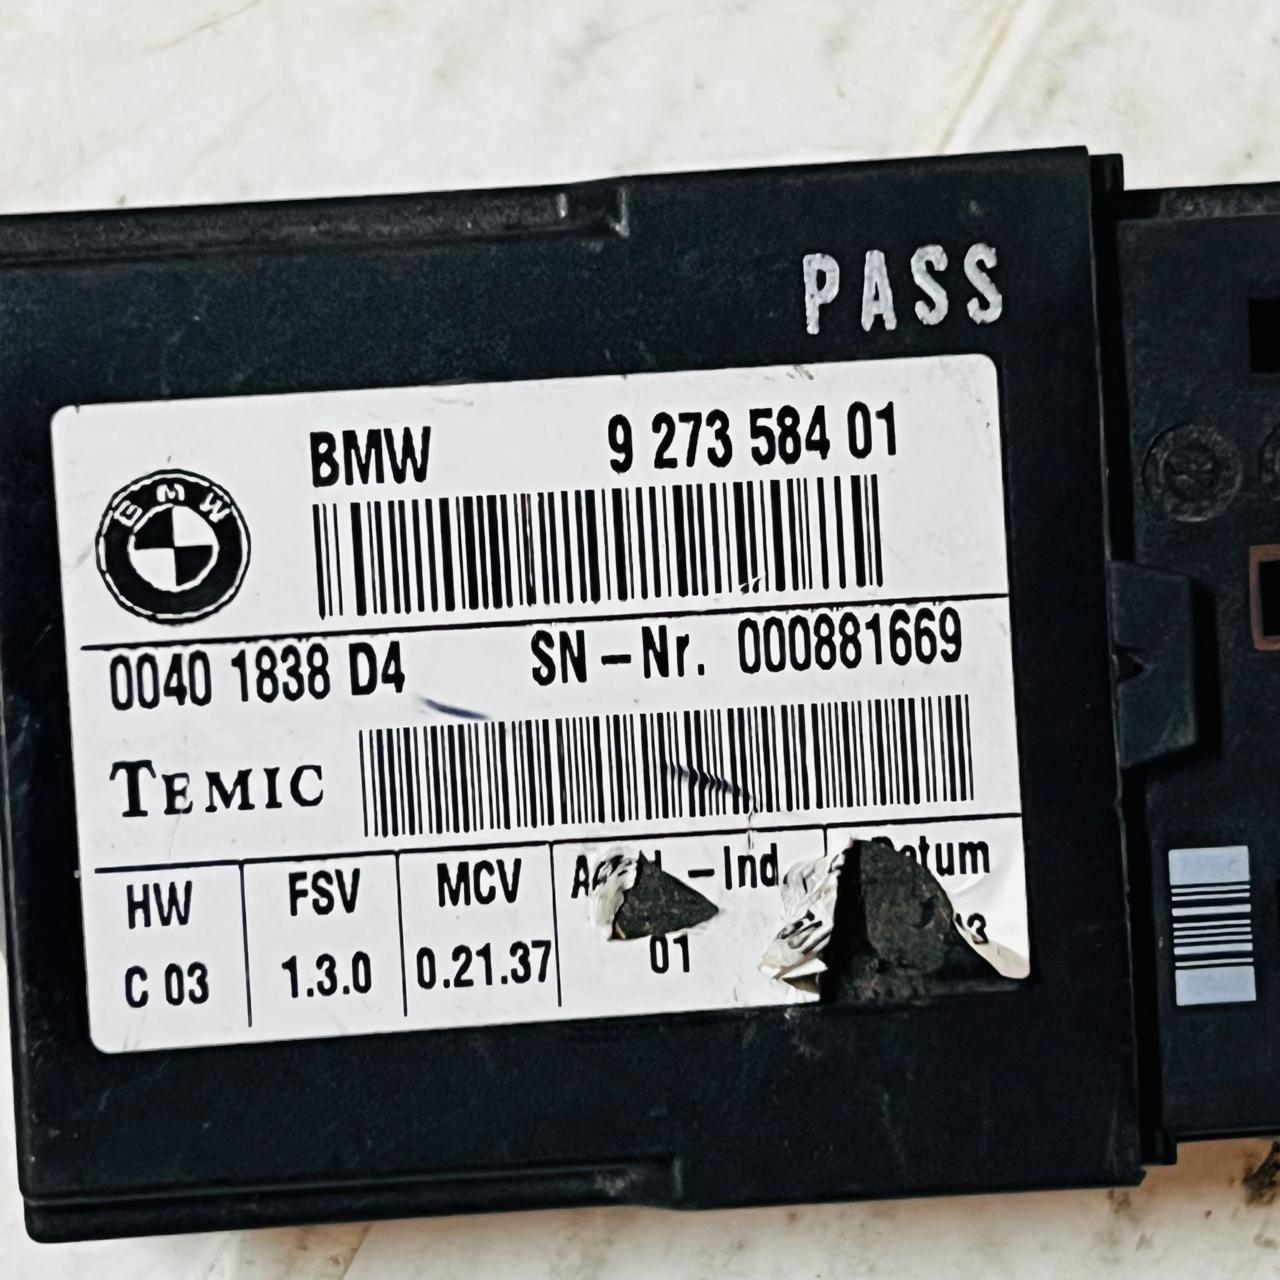 PASS
BMW 9 273 584 01
BMW
0040 1838 D4 SN-Nr. 000881669
TEMIC
HW FSV MCV -Ind
C 03 1.3.0 0.21.37 01